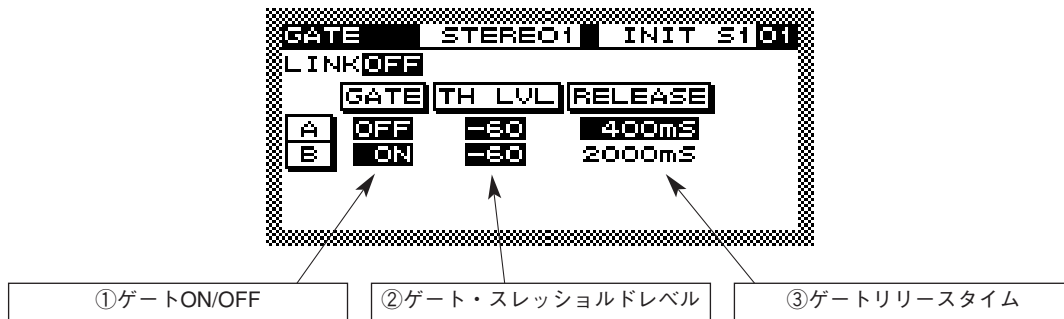 GATE STEREO1 INIT S1 01
LINK OFF
GATE TH LVL RELEASE
A OFF -60 400mS
B ON -60 2000mS
①ゲートON/OFF ②ゲート・スレッショルドレベル ③ゲートリリースタイム